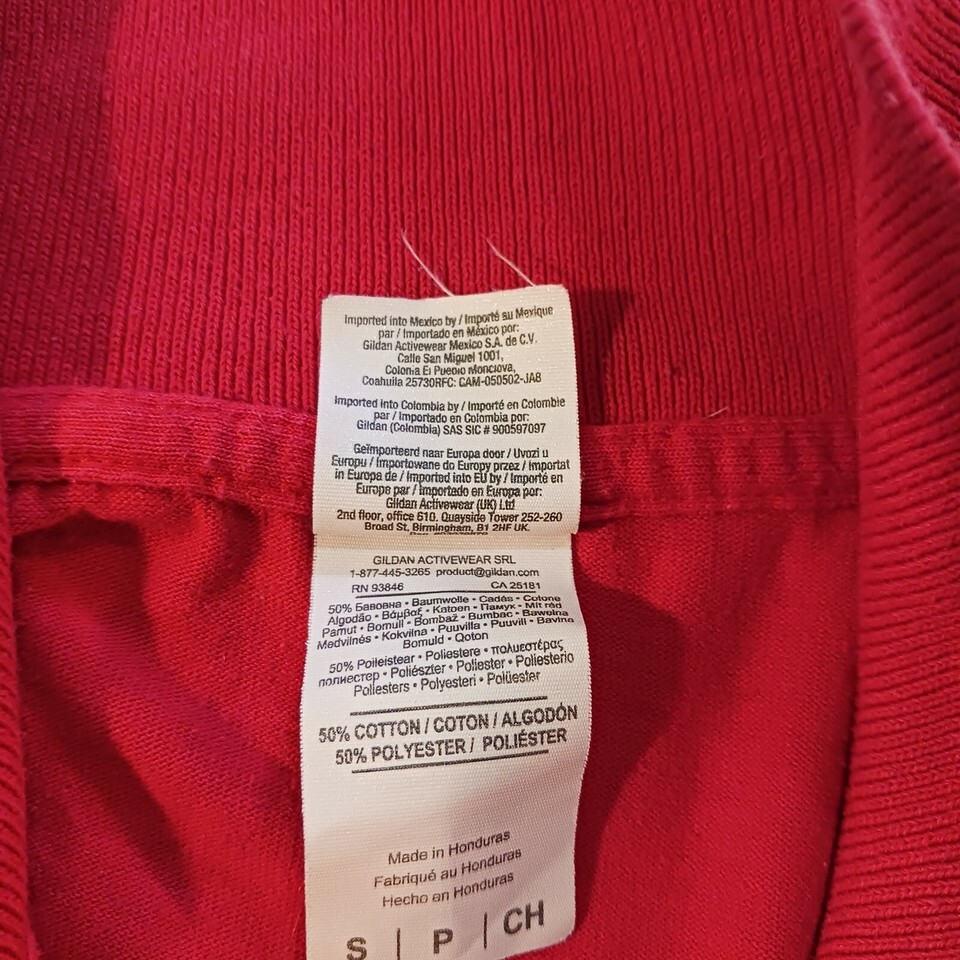 Imported into Mexico by / Importé au Mexique
par / Importado en México por:
Gildan Activewear Mexico S.A. de C.V.
Calle San Miguel 1001,
Colonia El Pueblo Monclova,
Coahuila 25730RFC: CAM-050502-JA8
Imported into Colombia by / Importé en Colombie
par / Importado en Colombia por:
Gildan (Colombia) SAS SIC # 900597097
Geïmporteerd naar Europa door / Uvozi u
Europu / Importowane do Europy przez / Importat
in Europa de / Imported into EU by / Importé en
Europe par / Importado en Europa por:
Gildan Activewear (UK) Ltd
2nd floor, office 610. Quayside Tower 252-260
Broad St, Birmingham, B1 2HF UK.
GILDAN ACTIVEWEAR SRL
1-877-445-3265 product@gildan.com
RN 93846 CA 25181
50% Бавовна • Baumwolle • Cadás • Cotone
Algodão • Βάμβαξ • Katoen • Памук • Mit réd
Pamut • Bomull • Bombaž • Bumbac • Bawełna
Medvilnės • Kokvilna • Puuvilla • Puuvill • Bavlna
Bomuld • Qoton
50% Poileistear • Poliestere • πολυεστέρας
полиестер • Poliészter • Poliester • Poliesterio
Poliesters • Polyesteri • Polüester
50% COTTON / COTON / ALGODÓN
50% POLYESTER / POLIÉSTER
Made in Honduras
Fabriqué au Honduras
Hecho en Honduras
S | P | CH